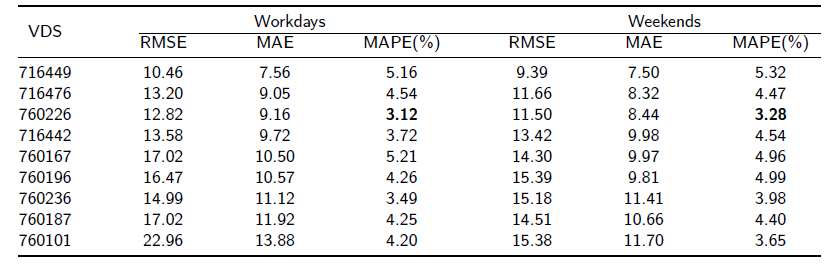 VDS Workdays Weekends
RMSE MAE MAPE(%) RMSE MAE MAPE(%)
716449 10.46 7.56 5.16 9.39 7.50 5.32
716476 13.20 9.05 4.54 11.66 8.32 4.47
760226 12.82 9.16 3.12 11.50 8.44 3.28
716442 13.58 9.72 3.72 13.42 9.98 4.54
760167 17.02 10.50 5.21 14.30 9.97 4.96
760196 16.47 10.57 4.26 15.39 9.81 4.99
760236 14.99 11.12 3.49 15.18 11.41 3.98
760187 17.02 11.92 4.25 14.51 10.66 4.40
760101 22.96 13.88 4.20 15.38 11.70 3.65